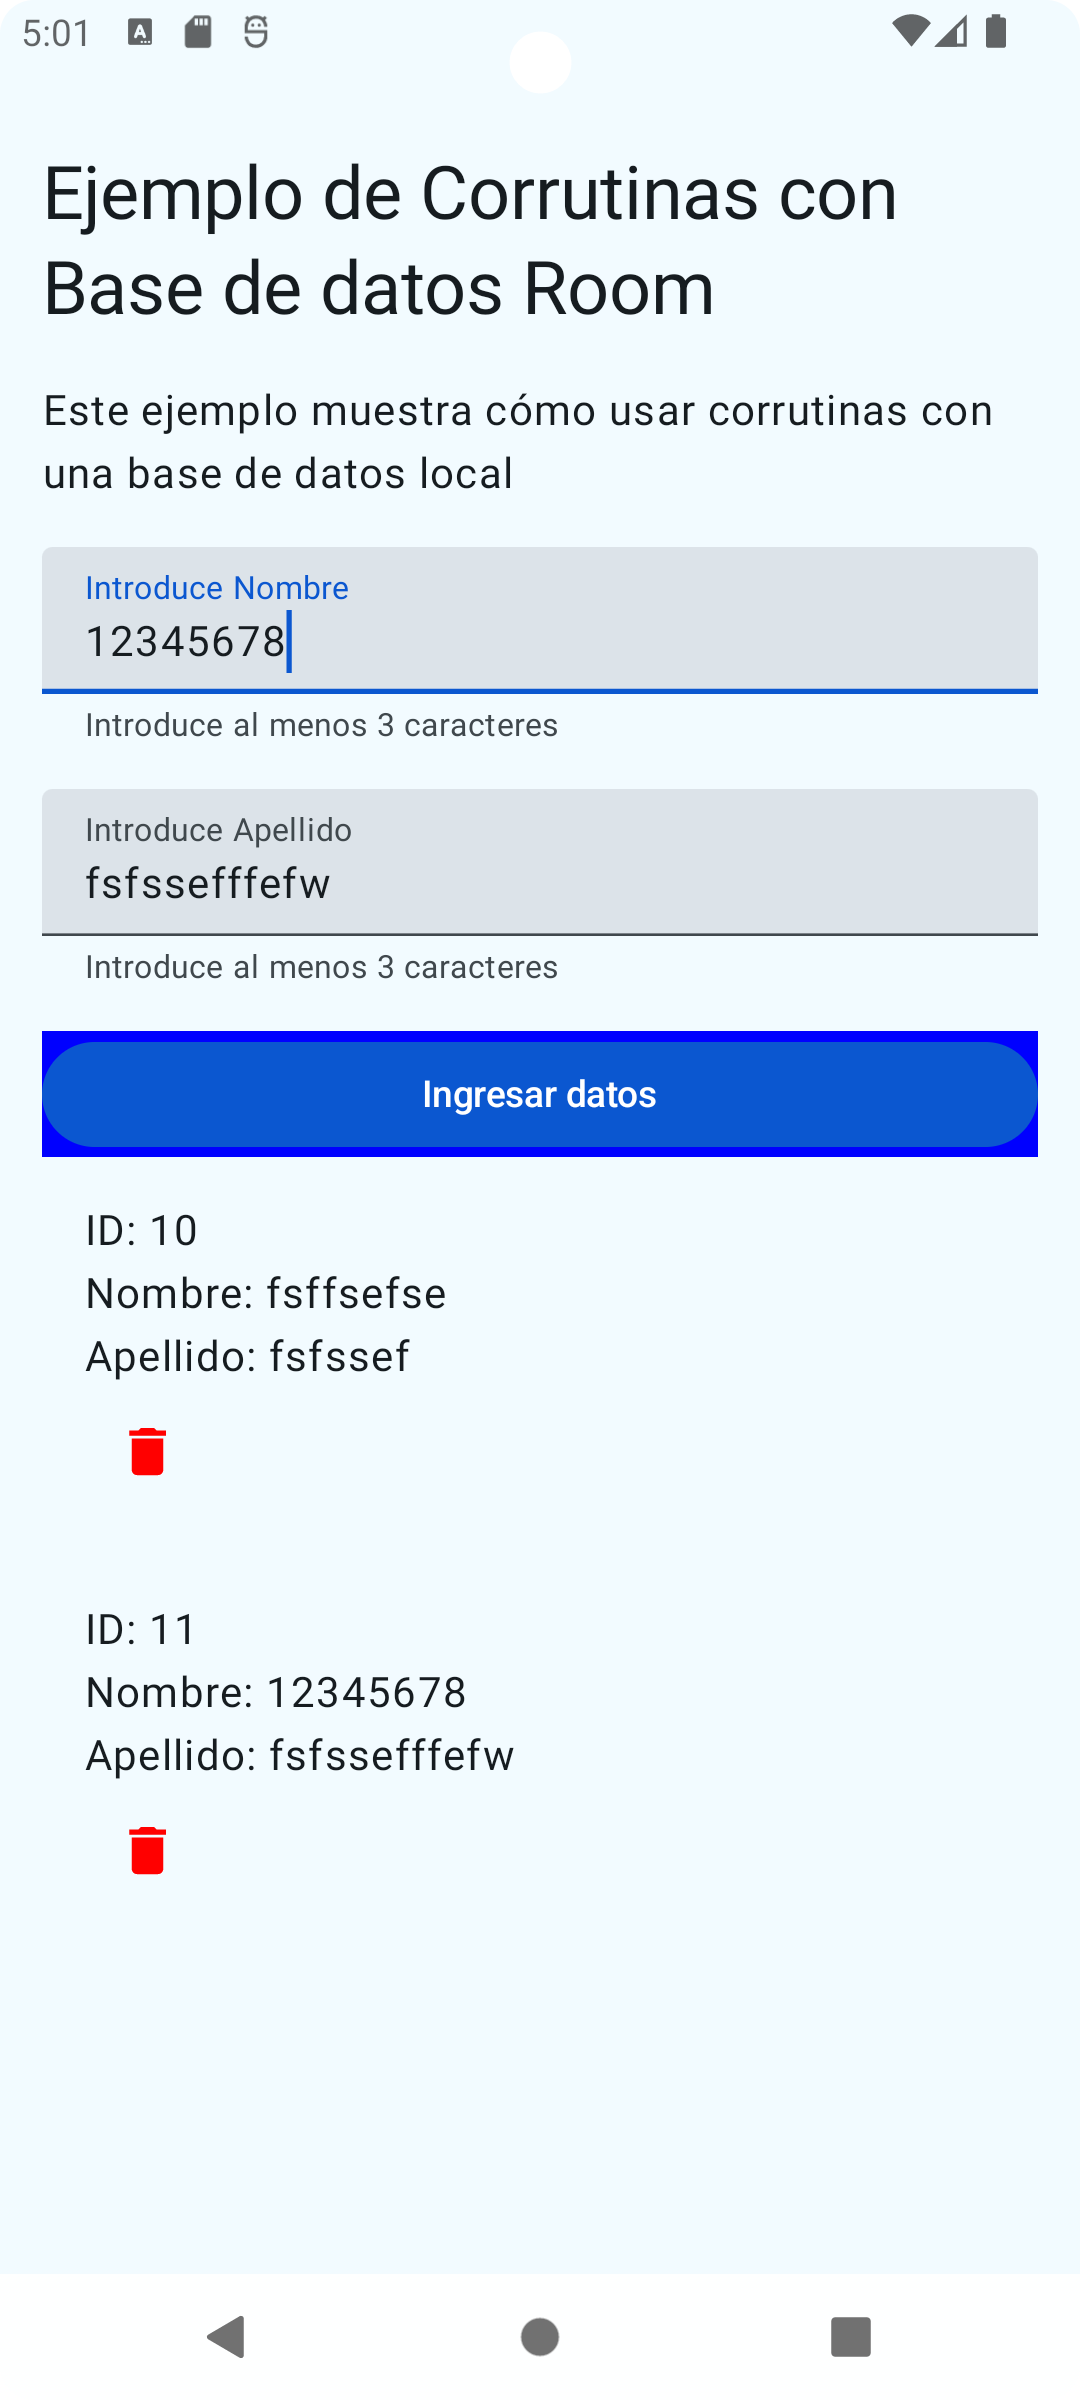 5:01
Ejemplo de Corrutinas con
Base de datos Room
Este ejemplo muestra cómo usar corrutinas con
una base de datos local
Introduce Nombre
12345678
Introduce al menos 3 caracteres
Introduce Apellido
fsfssefffefw
Introduce al menos 3 caracteres
Ingresar datos
ID: 10
Nombre: fsffsefse
Apellido: fsfssef
ID: 11
Nombre: 12345678
Apellido: fsfssefffefw